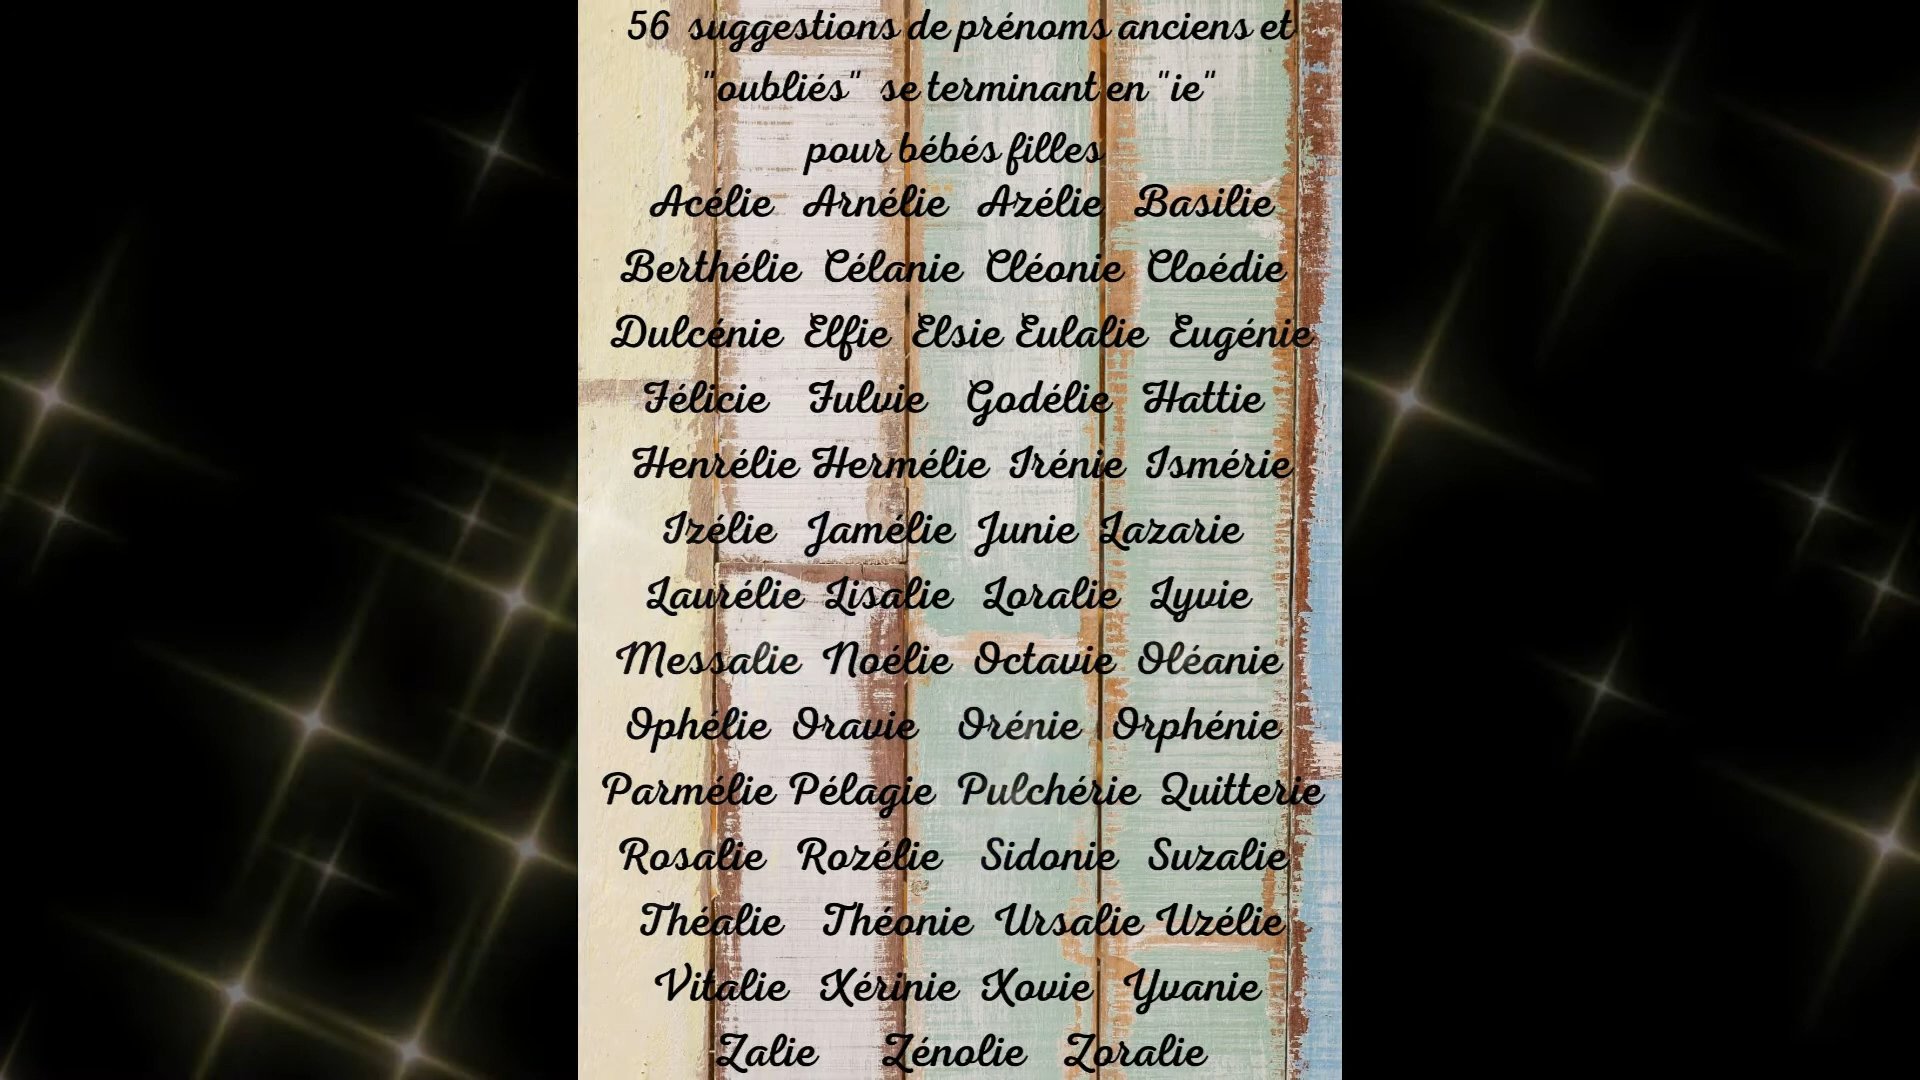 56 suggestions de prénoms anciens et
"oubliés" se terminant en "ie"
pour bébés filles
Acélie Arnélie Azélie Basilie
Berthélie Célanie Cléonie Cloédie
Dulcénie Elfie Elsie Eulalie Eugénie
Félicie Fulvie Godélie Hattie
Henrélie Hermélie Irénie Ismérie
Izélie Jamélie Junie Lazarie
Laurélie Lisalie Loralie Lyvie
Messalie Noélie Octavie Oléanie
Ophélie Oravie Orénie Orphénie
Parmélie Pélagie Pulchérie Quitterie
Rosalie Rozélie Sidonie Suzalie
Théalie Théonie Ursalie Uzélie
Vitalie Xérinie Xovie Yvanie
Zalie Zénolie Zoralie